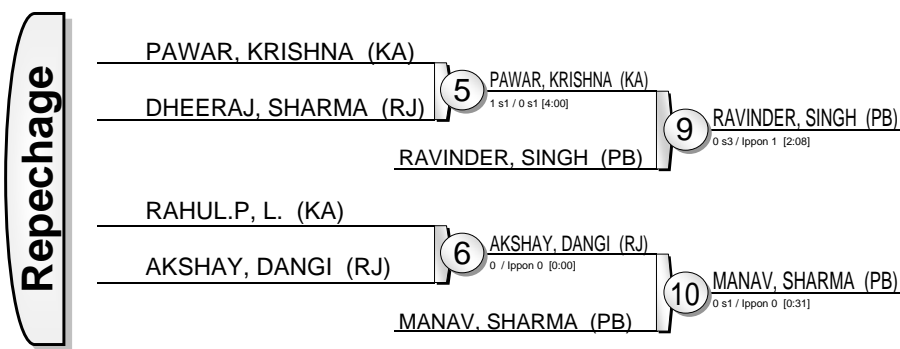 Repechage
PAWAR, KRISHNA (KA)
DHEERAJ, SHARMA (RJ)
5
PAWAR, KRISHNA (KA)
1 s1 / 0 s1 [4:00]
RAVINDER, SINGH (PB)
9
RAVINDER, SINGH (PB)
0 s3 / Ippon 1 [2:08]
RAHUL.P, L. (KA)
AKSHAY, DANGI (RJ)
6
AKSHAY, DANGI (RJ)
0 / Ippon 0 [0:00]
MANAV, SHARMA (PB)
10
MANAV, SHARMA (PB)
0 s1 / Ippon 0 [0:31]